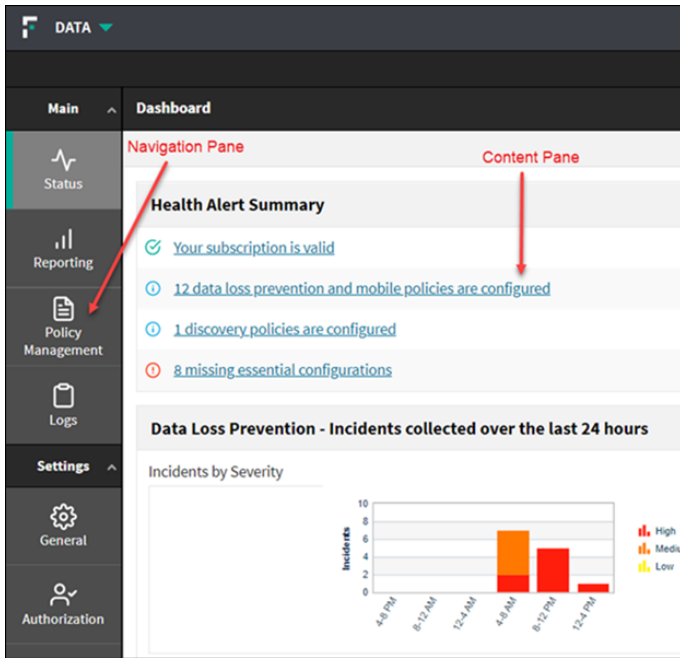 DATA
Main
Dashboard
Navigation Pane
Content Pane
Status
Health Alert Summary
Your subscription is valid
Reporting
12 data loss prevention and mobile policies are configured
Policy
Management
1 discovery policies are configured
8 missing essential configurations
Logs
Data Loss Prevention - Incidents collected over the last 24 hours
Settings
Incidents by Severity
General
Authorization
Incidents
10
8
6
4
2
0
4-8 PM
8-12 AM
12-4 AM
4-8 AM
8-12 PM
12-4 PM
High
Mediu
Low